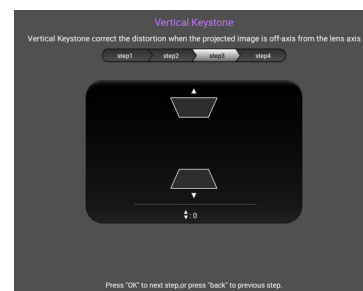 Vertical Keystone
Vertical Keystone correct the distortion when the projected image is off-axis from the lens axis
step1 step2 step3 step4
: 0
Press "OK" to next step,or press "back" to previous step.